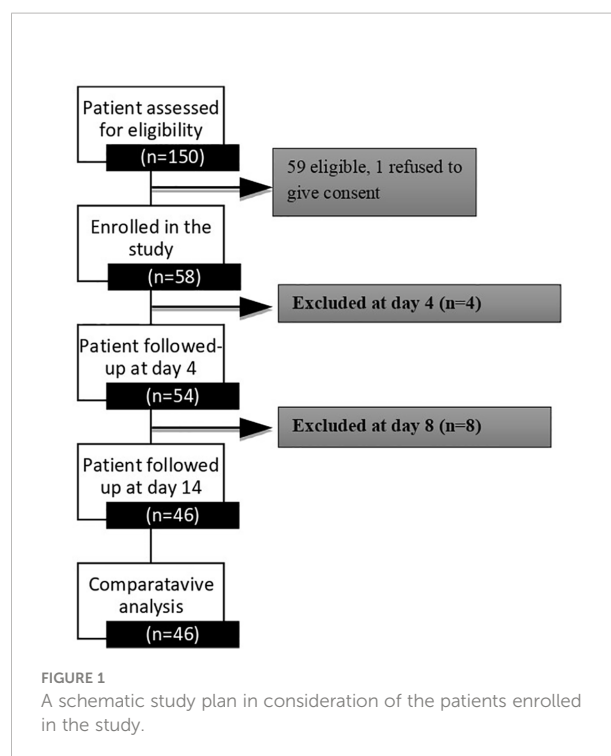 Patient assessed
for eligibility
(n=150)
59 eligible, 1 refused to
give consent
Enrolled in the
study
(n=58)
Excluded at day 4 (n=4)
Patient followed-
up at day 4
(n=54)
Excluded at day 8 (n=8)
Patient followed
up at day 14
(n=46)
Comparatavive
analysis
(n=46)
FIGURE 1
A schematic study plan in consideration of the patients enrolled
in the study.